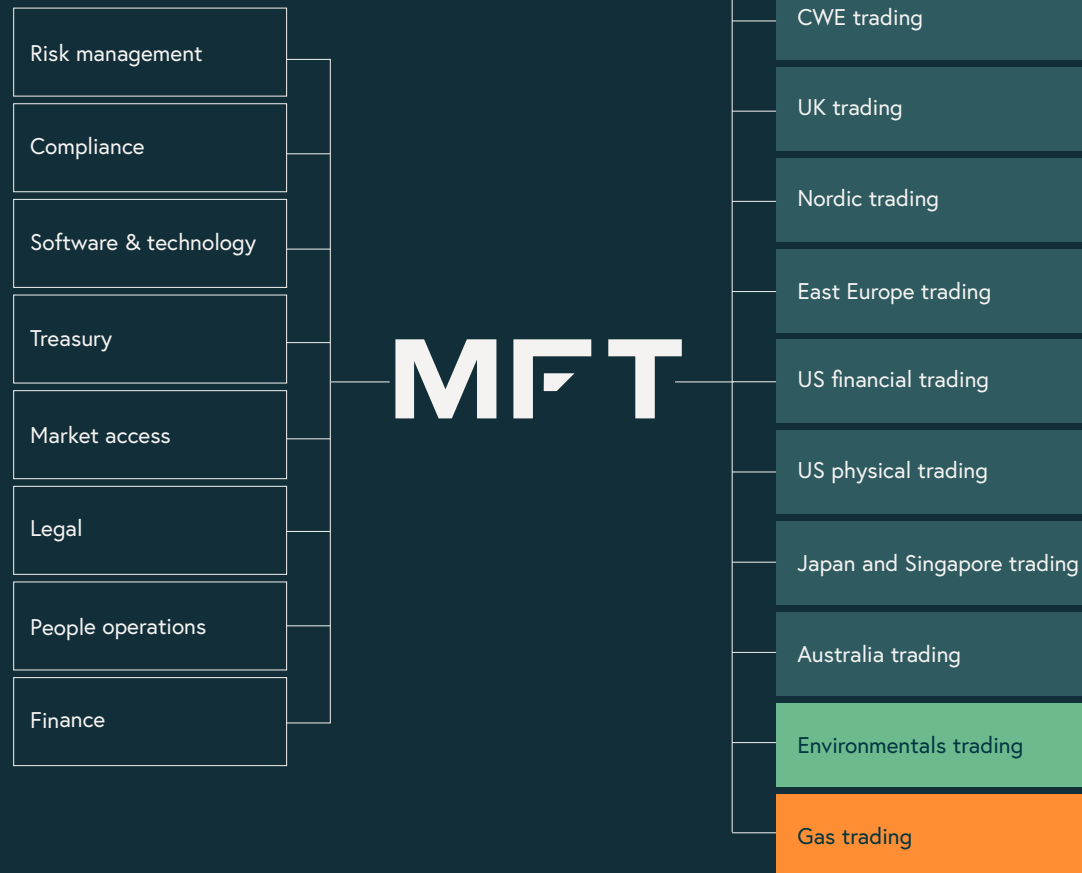 Risk management
Compliance
Software & technology
Treasury
Market access
Legal
People operations
Finance
MFT
CWE trading
UK trading
Nordic trading
East Europe trading
US financial trading
US physical trading
Japan and Singapore trading
Australia trading
Environmentals trading
Gas trading